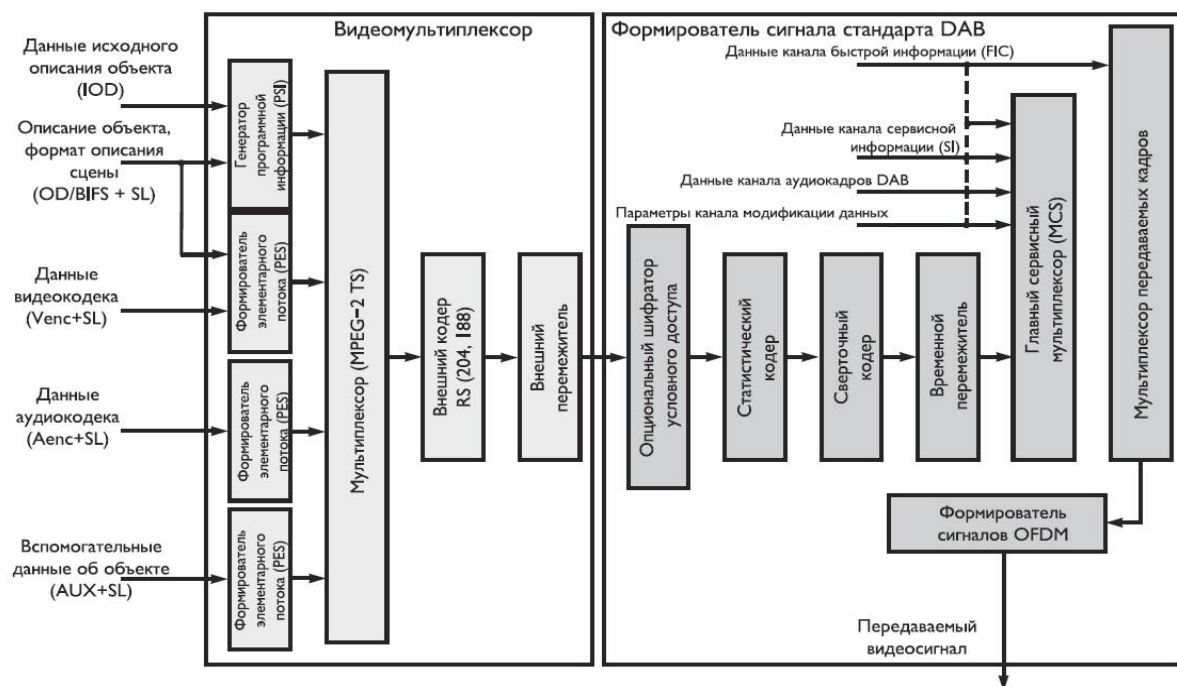 Видеомультиплексор
Данные исходного
описания объекта
(IOD)
Описание объекта,
формат описания
сцены
(OD/BIFS + SL)
Данные
видеокодека
(Venc+SL)
Данные
аудиокодека
(Aenc+SL)
Вспомогательные
данные об объекте
(AUX+SL)
Генератор
программной
информации (PSI)
Формирователь
элементарного
потока (PES)
Формирователь
элементарного
потока (PES)
Формирователь
элементарного
потока (PES)
Мультиплексор (MPEG-2 TS)
Внешний кодер
RS (204, 188)
Внешний
перемежитель
Формирователь сигнала стандарта DAB
Данные канала быстрой информации (FIC)
Данные канала сервисной
информации (SI)
Данные канала аудиокадров DAB
Параметры канала модификации данных
Опциональный шифратор
условного доступа
Статистический
кодер
Сверточный
кодер
Временной
перемежитель
Главный сервисный
мультиплексор (MCS)
Мультиплексор передаваемых кадров
Формирователь
сигналов OFDM
Передаваемый
видеосигнал